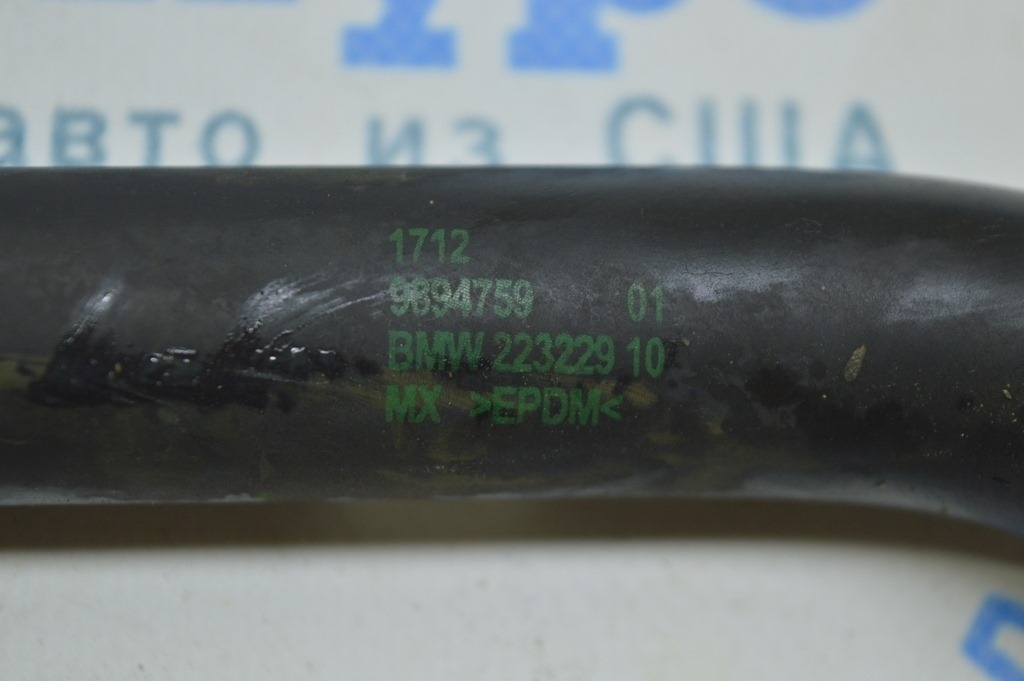 авто из США
1712
9894759 01
BMW 223229 10
MX >EPDM<